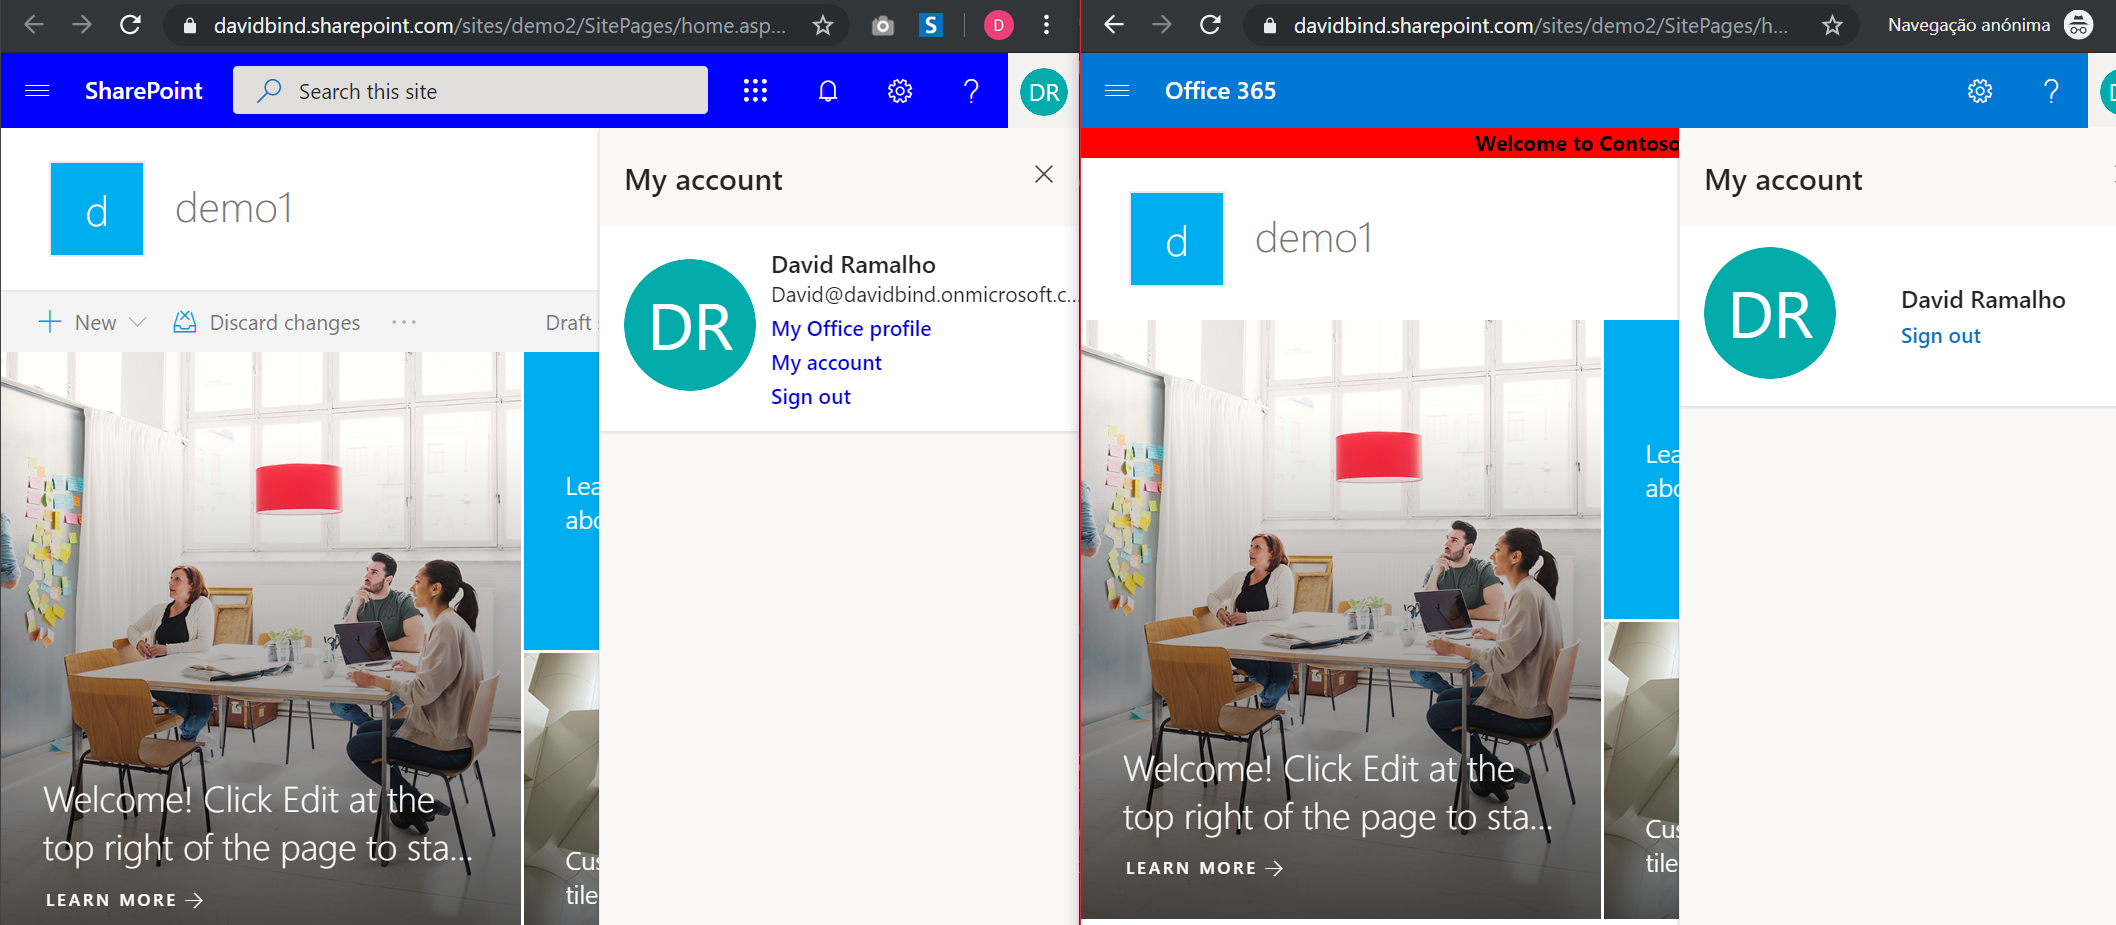 davidbind.sharepoint.com/sites/demo2/SitePages/home.asp...
D
SharePoint
Search this site
?
DR
d
demo1
My account
David Ramalho
David@davidbind.onmicrosoft.c...
My Office profile
My account
Sign out
DR
New
Discard changes
...
Draft
Lea
abo
Welcome! Click Edit at the
top right of the page to sta...
LEARN MORE →
Cus
tile
davidbind.sharepoint.com/sites/demo2/SitePages/h...
Navegação anónima
Office 365
?
Welcome to Contoso
d
demo1
My account
DR
David Ramalho
Sign out
Lea
abo
Welcome! Click Edit at the
top right of the page to sta...
LEARN MORE →
Cus
tile